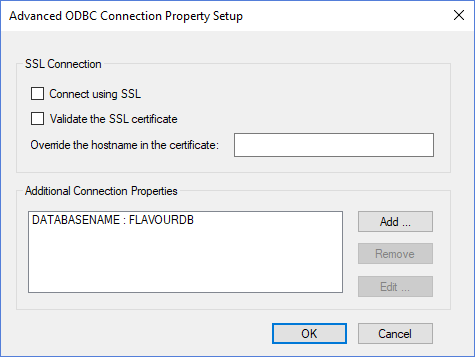 Advanced ODBC Connection Property Setup
SSL Connection
Connect using SSL
Validate the SSL certificate
Override the hostname in the certificate:
Additional Connection Properties
DATABASENAME : FLAVOURDB
Add ...
Remove
Edit ...
OK
Cancel